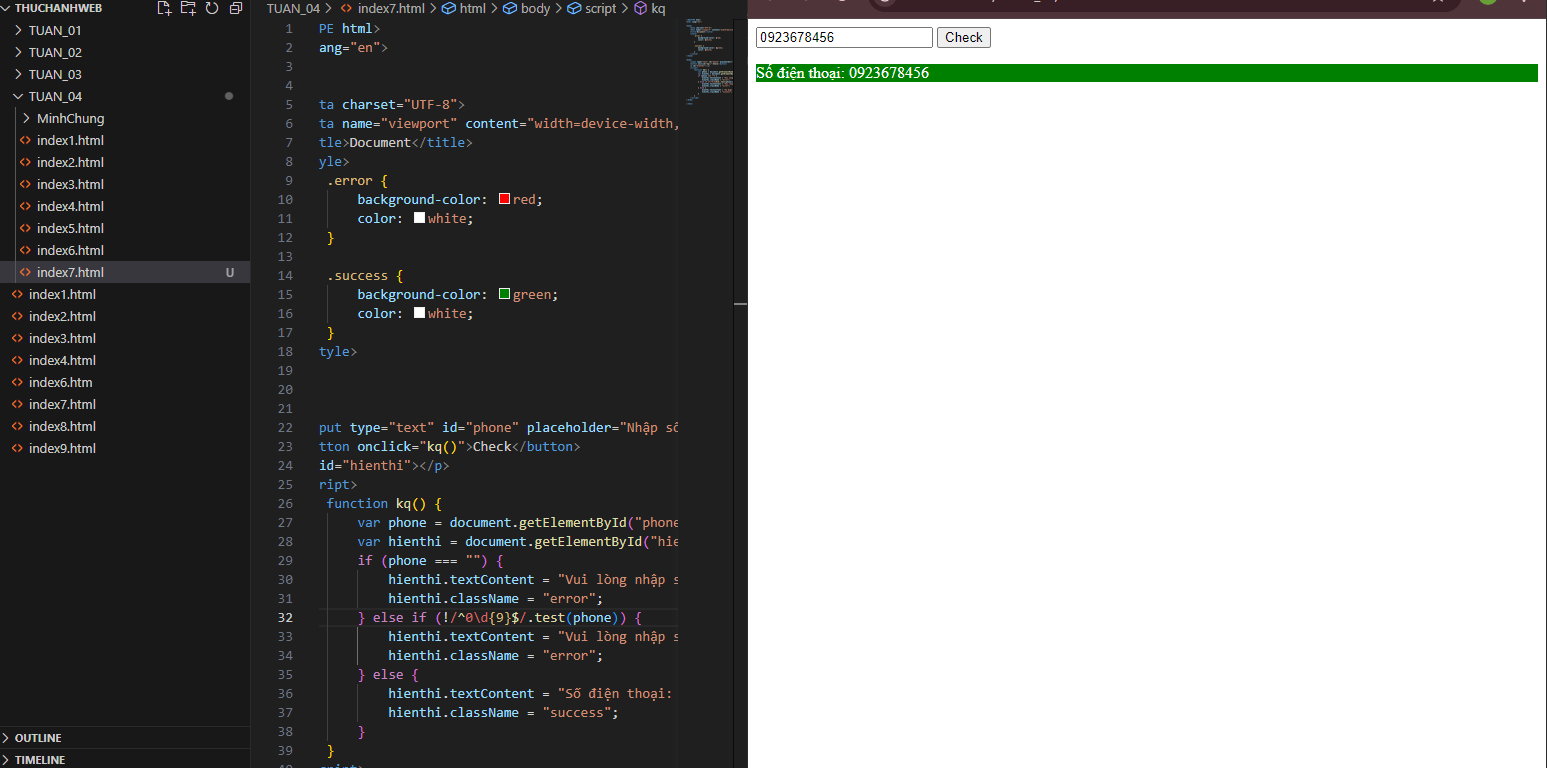 THUCHANHWEB
TUAN_01
TUAN_02
TUAN_03
TUAN_04
MinhChung
index1.html
index2.html
index3.html
index4.html
index5.html
index6.html
index7.html U
index1.html
index2.html
index3.html
index4.html
index6.htm
index7.html
index8.html
index9.html
OUTLINE
TIMELINE
TUAN_04 > index7.html > html > body > script > kq
1 PE html>
2 ang="en">
3
4
5 ta charset="UTF-8">
6 ta name="viewport" content="width=device-width,
7 tle>Document</title>
8 yle>
9 .error {
10 background-color: red;
11 color: white;
12 }
13
14 .success {
15 background-color: green;
16 color: white;
17 }
18 tyle>
19
20
21
22 put type="text" id="phone" placeholder="Nhập số
23 tton onclick="kq()">Check</button>
24 id="hienthi"></p>
25 ript>
26 function kq() {
27 var phone = document.getElementById("phone
28 var hienthi = document.getElementById("hie
29 if (phone === "") {
30 hienthi.textContent = "Vui lòng nhập s
31 hienthi.className = "error";
32 } else if (!/^0\d{9}$/.test(phone)) {
33 hienthi.textContent = "Vui lòng nhập s
34 hienthi.className = "error";
35 } else {
36 hienthi.textContent = "Số điện thoại:
37 hienthi.className = "success";
38 }
39 }
0923678456 Check
Số điện thoại: 0923678456